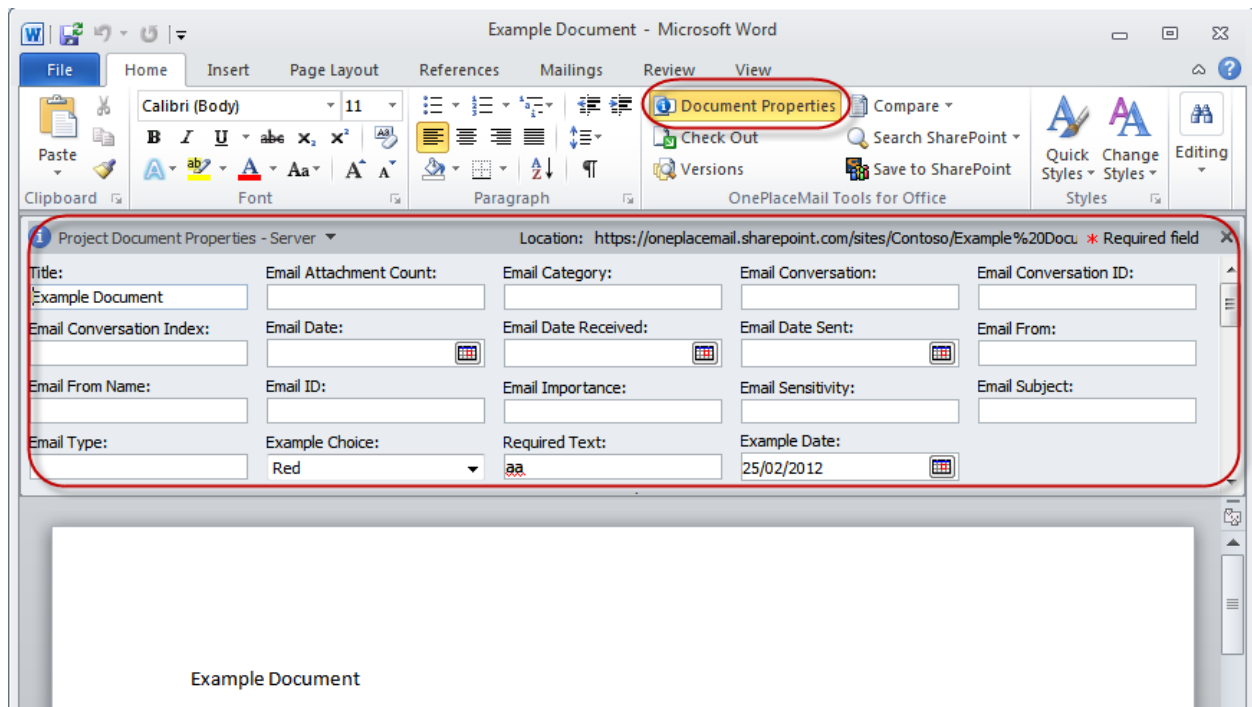 Example Document - Microsoft Word
File Home Insert Page Layout References Mailings Review View
Calibri (Body) 11 Document Properties Compare
B I U abc X₂ X² Check Out Search SharePoint
Paste Quick Styles Change Styles Editing
A ab A Aa A A Versions Save to SharePoint
Clipboard Font Paragraph OnePlaceMail Tools for Office Styles
Project Document Properties - Server Location: https://oneplacemail.sharepoint.com/sites/Contoso/Example%20Docu * Required field X
Title: Email Attachment Count: Email Category: Email Conversation: Email Conversation ID:
Example Document
Email Conversation Index: Email Date: Email Date Received: Email Date Sent: Email From:
Email From Name: Email ID: Email Importance: Email Sensitivity: Email Subject:
Email Type: Example Choice: Required Text: Example Date:
Red aa 25/02/2012
Example Document